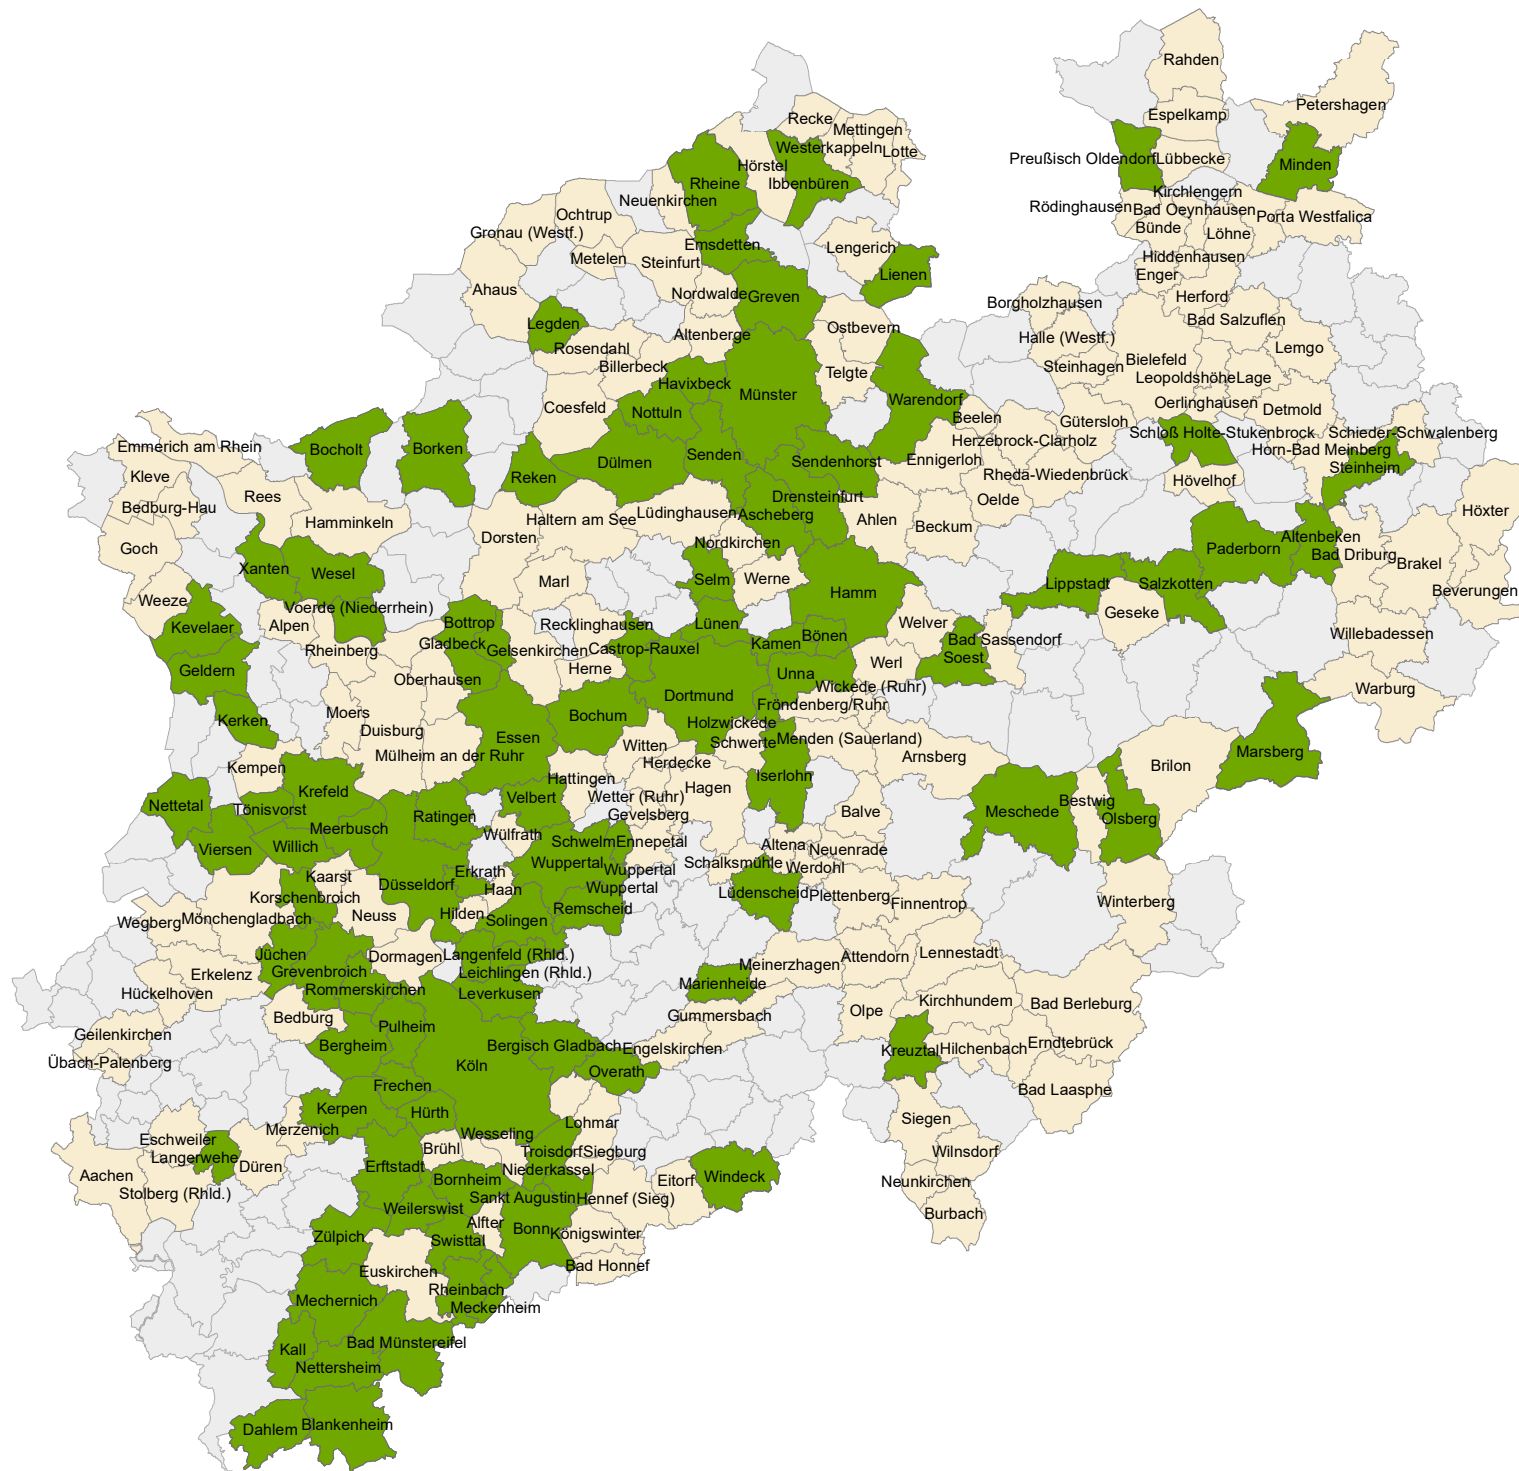 Rahden
Petershagen
Espelkamp
Recke
Mettingen
Westerkappeln
Lotte
Preußisch Oldendorf
Lübbecke
Minden
Hörstel
Ibbenbüren
Rheine
Kirchlengern
Neuenkirchen
Rödinghausen
Bad Oeynhausen
Porta Westfalica
Ochtrup
Bünde
Löhne
Gronau (Westf.)
Emsdetten
Lengerich
Hiddenhausen
Metelen
Steinfurt
Lienen
Enger
Ahaus
Nordwalde
Greven
Herford
Borgholzhausen
Legden
Ostbevern
Bad Salzuflen
Altenberge
Halle (Westf.)
Rosendahl
Lemgo
Billerbeck
Steinhagen
Bielefeld
Telgte
Leopoldshöhe
Lage
Havixbeck
Münster
Warendorf
Oerlinghausen
Coesfeld
Nottuln
Detmold
Beelen
Gütersloh
Schloß Holte-Stukenbrock
Schieder-Schwalenberg
Emmerich am Rhein
Bocholt
Borken
Herzebrock-Clarholz
Horn-Bad Meinberg
Senden
Sendenhorst
Ennigerloh
Dülmen
Steinheim
Kleve
Reken
Rheda-Wiedenbrück
Hövelhof
Rees
Drensteinfurt
Oelde
Bedburg-Hau
Höxter
Hamminkeln
Haltern am See
Lüdinghausen
Ascheberg
Ahlen
Beckum
Goch
Dorsten
Nordkirchen
Altenbeken
Paderborn
Bad Driburg
Brakel
Xanten
Wesel
Marl
Selm
Werne
Lippstadt
Salzkotten
Beverungen
Hamm
Weeze
Voerde (Niederrhein)
Geseke
Kevelaer
Alpen
Bottrop
Recklinghausen
Lünen
Welver
Willebadessen
Gladbeck
Bönen
Bad Sassendorf
Rheinberg
Gelsenkirchen
Castrop-Rauxel
Kamen
Soest
Geldern
Herne
Unna
Werl
Oberhausen
Wickede (Ruhr)
Warburg
Dortmund
Fröndenberg/Ruhr
Kerken
Moers
Bochum
Holzwickede
Duisburg
Essen
Schwerte
Menden (Sauerland)
Witten
Marsberg
Mülheim an der Ruhr
Herdecke
Arnsberg
Brilon
Kempen
Hattingen
Iserlohn
Krefeld
Velbert
Wetter (Ruhr)
Hagen
Nettetal
Tönisvorst
Gevelsberg
Balve
Meschede
Bestwig
Olsberg
Meerbusch
Ratingen
Wülfrath
Schwelm
Ennepetal
Viersen
Willich
Altena
Neuenrade
Wuppertal
Schalksmühle
Werdohl
Kaarst
Erkrath
Wuppertal
Düsseldorf
Haan
Wuppertal
Lüdenscheid
Plettenberg
Korschenbroich
Finnentrop
Winterberg
Mönchengladbach
Neuss
Hilden
Solingen
Remscheid
Wegberg
Jüchen
Dormagen
Langenfeld (Rhld.)
Lennestadt
Attendorn
Meinerzhagen
Erkelenz
Grevenbroich
Leichlingen (Rhld.)
Marienheide
Hückelhoven
Rommerskirchen
Leverkusen
Kirchhundem
Bad Berleburg
Olpe
Bedburg
Gummersbach
Pulheim
Geilenkirchen
Bergheim
Bergisch Gladbach
Engelskirchen
Kreuztal
Hilchenbach
Erndtebrück
Übach-Palenberg
Köln
Overath
Frechen
Bad Laasphe
Kerpen
Hürth
Lohmar
Siegen
Merzenich
Wesseling
Eschweiler
Brühl
Troisdorf
Siegburg
Wilnsdorf
Langerwehe
Düren
Erftstadt
Niederkassel
Aachen
Bornheim
Eitorf
Windeck
Neunkirchen
Stolberg (Rhld.)
Sankt Augustin
Hennef (Sieg)
Weilerswist
Burbach
Alfter
Bonn
Königswinter
Zülpich
Swisttal
Bad Honnef
Euskirchen
Rheinbach
Mechernich
Meckenheim
Kall
Bad Münstereifel
Nettersheim
Dahlem
Blankenheim